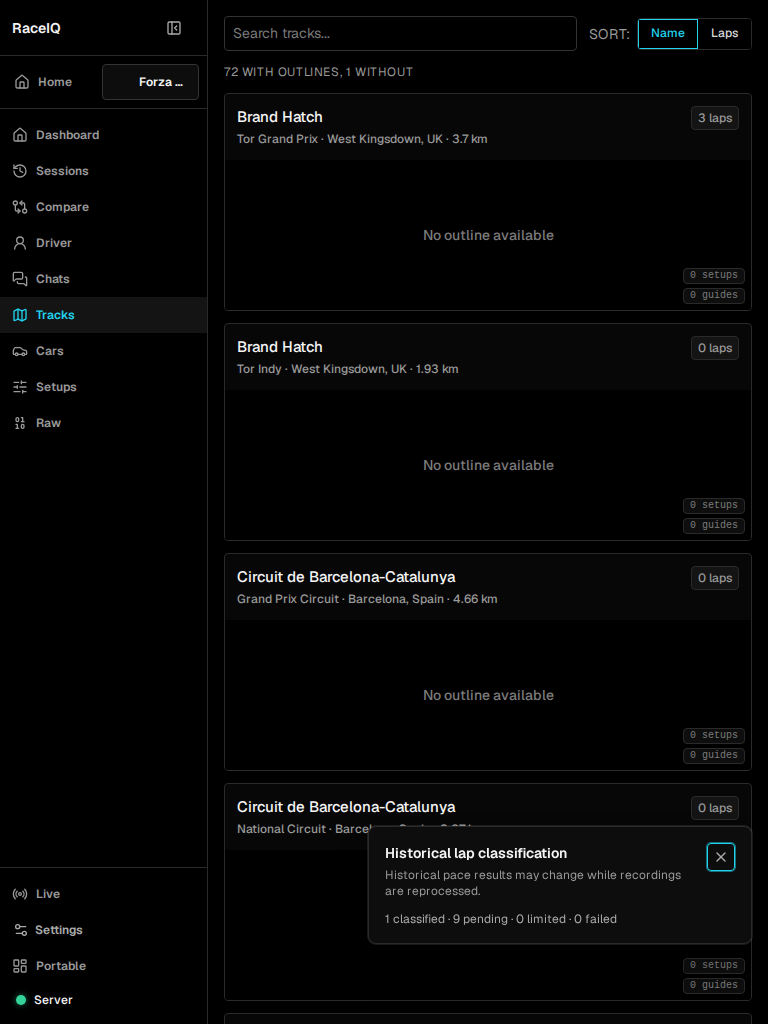 RaceIQ
Home
Forza ...
Dashboard
Sessions
Compare
Driver
Chats
Tracks
Cars
Setups
Raw
Live
Settings
Portable
Server
Search tracks...
SORT:
Name
Laps
72 WITH OUTLINES, 1 WITHOUT
Brand Hatch
3 laps
Tor Grand Prix · West Kingsdown, UK · 3.7 km
No outline available
0 setups
0 guides
Brand Hatch
0 laps
Tor Indy · West Kingsdown, UK · 1.93 km
No outline available
0 setups
0 guides
Circuit de Barcelona-Catalunya
0 laps
Grand Prix Circuit · Barcelona, Spain · 4.66 km
No outline available
0 setups
0 guides
Circuit de Barcelona-Catalunya
0 laps
National Circuit ·
Historical lap classification
Historical pace results may change while recordings
are reprocessed.
1 classified · 9 pending · 0 limited · 0 failed
0 setups
0 guides